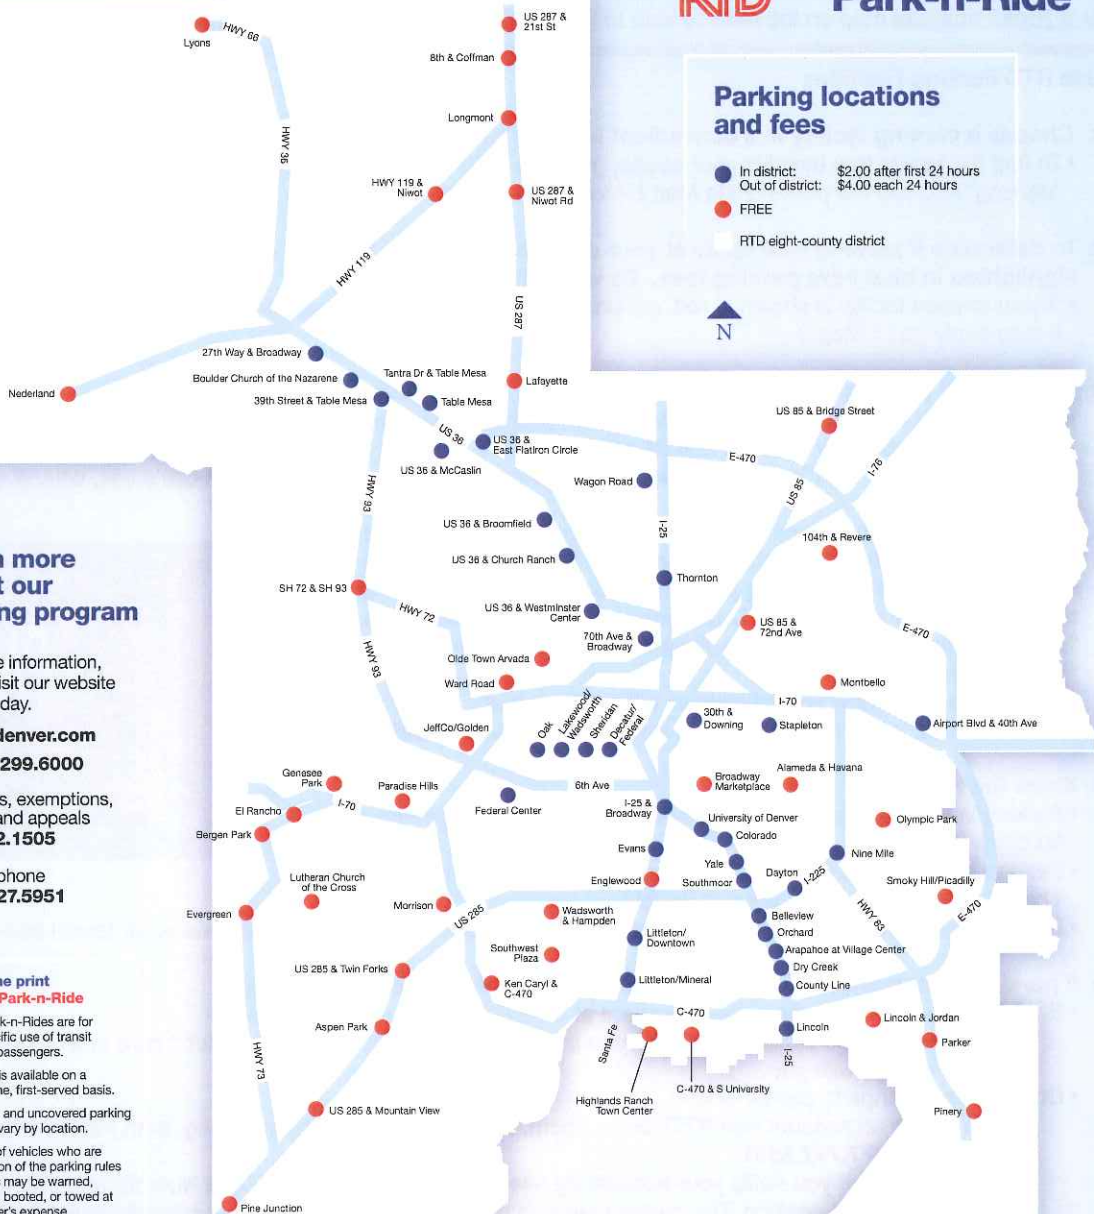 RTD Park-n-Ride
Parking locations
and fees
In district: $2.00 after first 24 hours
Out of district: $4.00 each 24 hours
FREE
RTD eight-county district
N
Lyons
HWY 66
HWY 36
US 287 &
21st St
8th & Coffman
Longmont
HWY 119 &
Niwot
US 287 &
Niwot Rd
HWY 119
US 287
27th Way & Broadway
Boulder Church of the Nazarene
Tantra Dr & Table Mesa
39th Street & Table Mesa
Table Mesa
Nederland
Lafayette
US 36
US 36 &
East Flatiron Circle
US 36 & McCaslin
US 85 & Bridge Street
E-470
I-76
US 85
HWY 93
Wagon Road
US 36 & Broomfield
I-25
104th & Revere
US 36 & Church Ranch
Thornton
SH 72 & SH 93
HWY 72
US 36 & Westminster
Center
70th Ave &
Broadway
US 85 &
72nd Ave
E-470
HWY 93
Olde Town Arvada
Ward Road
Montbello
I-70
JeffCo/Golden
Oak
Lakewood/
Wadsworth
Sheridan
Decatur/
Federal
30th &
Downing
Stapleton
Airport Blvd & 40th Ave
Genesee
Park
Paradise Hills
6th Ave
Broadway
Marketplace
Alameda & Havana
El Rancho
I-70
Federal Center
I-25 &
Broadway
Bergen Park
University of Denver
Colorado
Olympic Park
Evans
Yale
Nine Mile
Lutheran Church
of the Cross
Englewood
Southmoor
Dayton
I-225
Smoky Hill/Picadilly
Evergreen
Morrison
US 285
Wadsworth
& Hampden
Belleview
HWY 83
E-470
Littleton/
Downtown
Orchard
Southwest
Plaza
Arapahoe at Village Center
US 285 & Twin Forks
Dry Creek
Ken Caryl &
C-470
Littleton/Mineral
County Line
Aspen Park
C-470
Lincoln
Lincoln & Jordan
Santa Fe
Parker
HWY 73
I-25
C-470 & S University
Highlands Ranch
Town Center
US 285 & Mountain View
Pinery
Pine Junction
more
our
ng program
e information,
isit our website
day.
denver.com
299.6000
s, exemptions,
and appeals
2.1505
phone
27.5951
ne print
Park-n-Ride
k-n-Rides are for
ific use of transit
passengers.
is available on a
ne, first-served basis.
and uncovered parking
vary by location.
of vehicles who are
on of the parking rules
may be warned,
booted, or towed at
er's expense